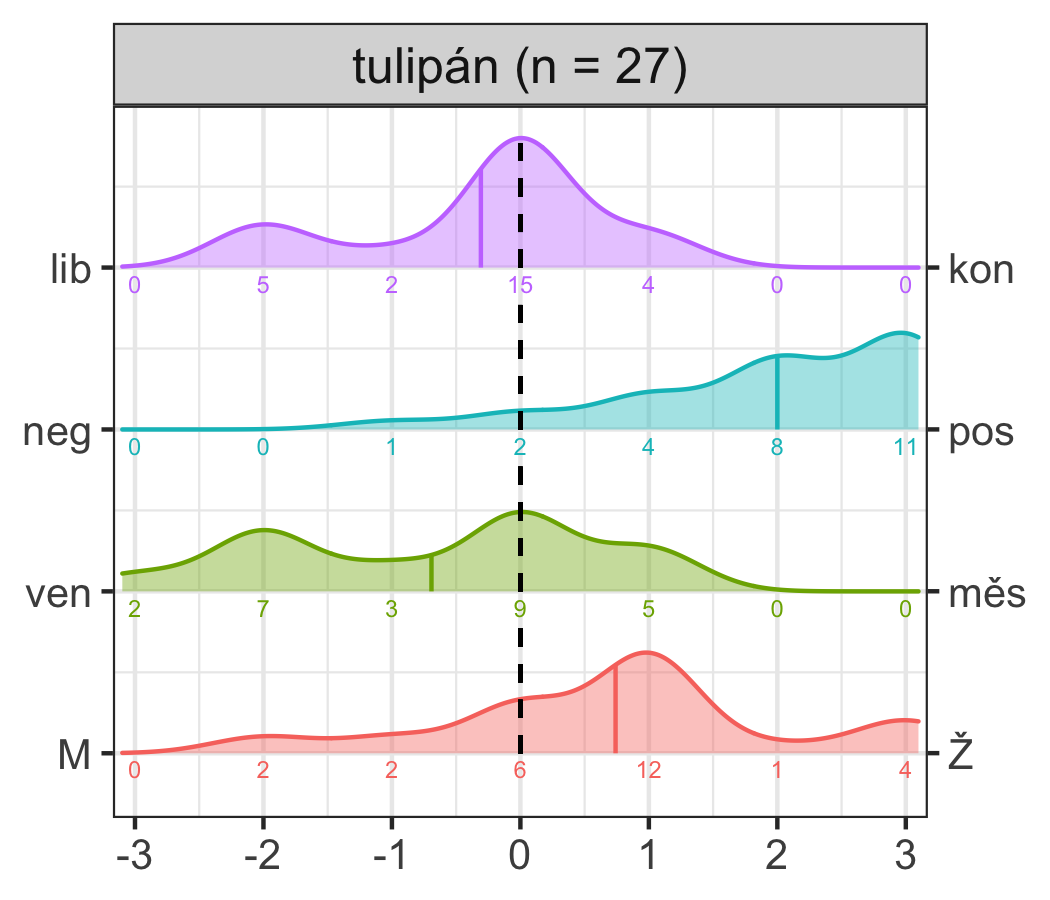 tulipán (n = 27)
lib kon
0 5 2 15 4 0 0
neg pos
0 0 1 2 4 8 11
ven měs
2 7 3 9 5 0 0
M Ž
0 2 2 6 12 1 4
-3 -2 -1 0 1 2 3